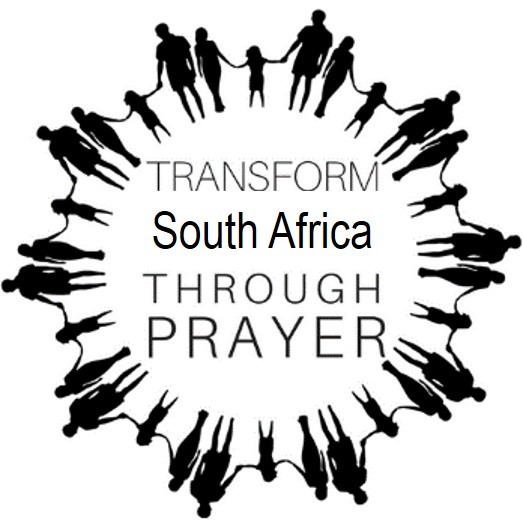 TRANSFORM
South Africa
THROUGH
PRAYER